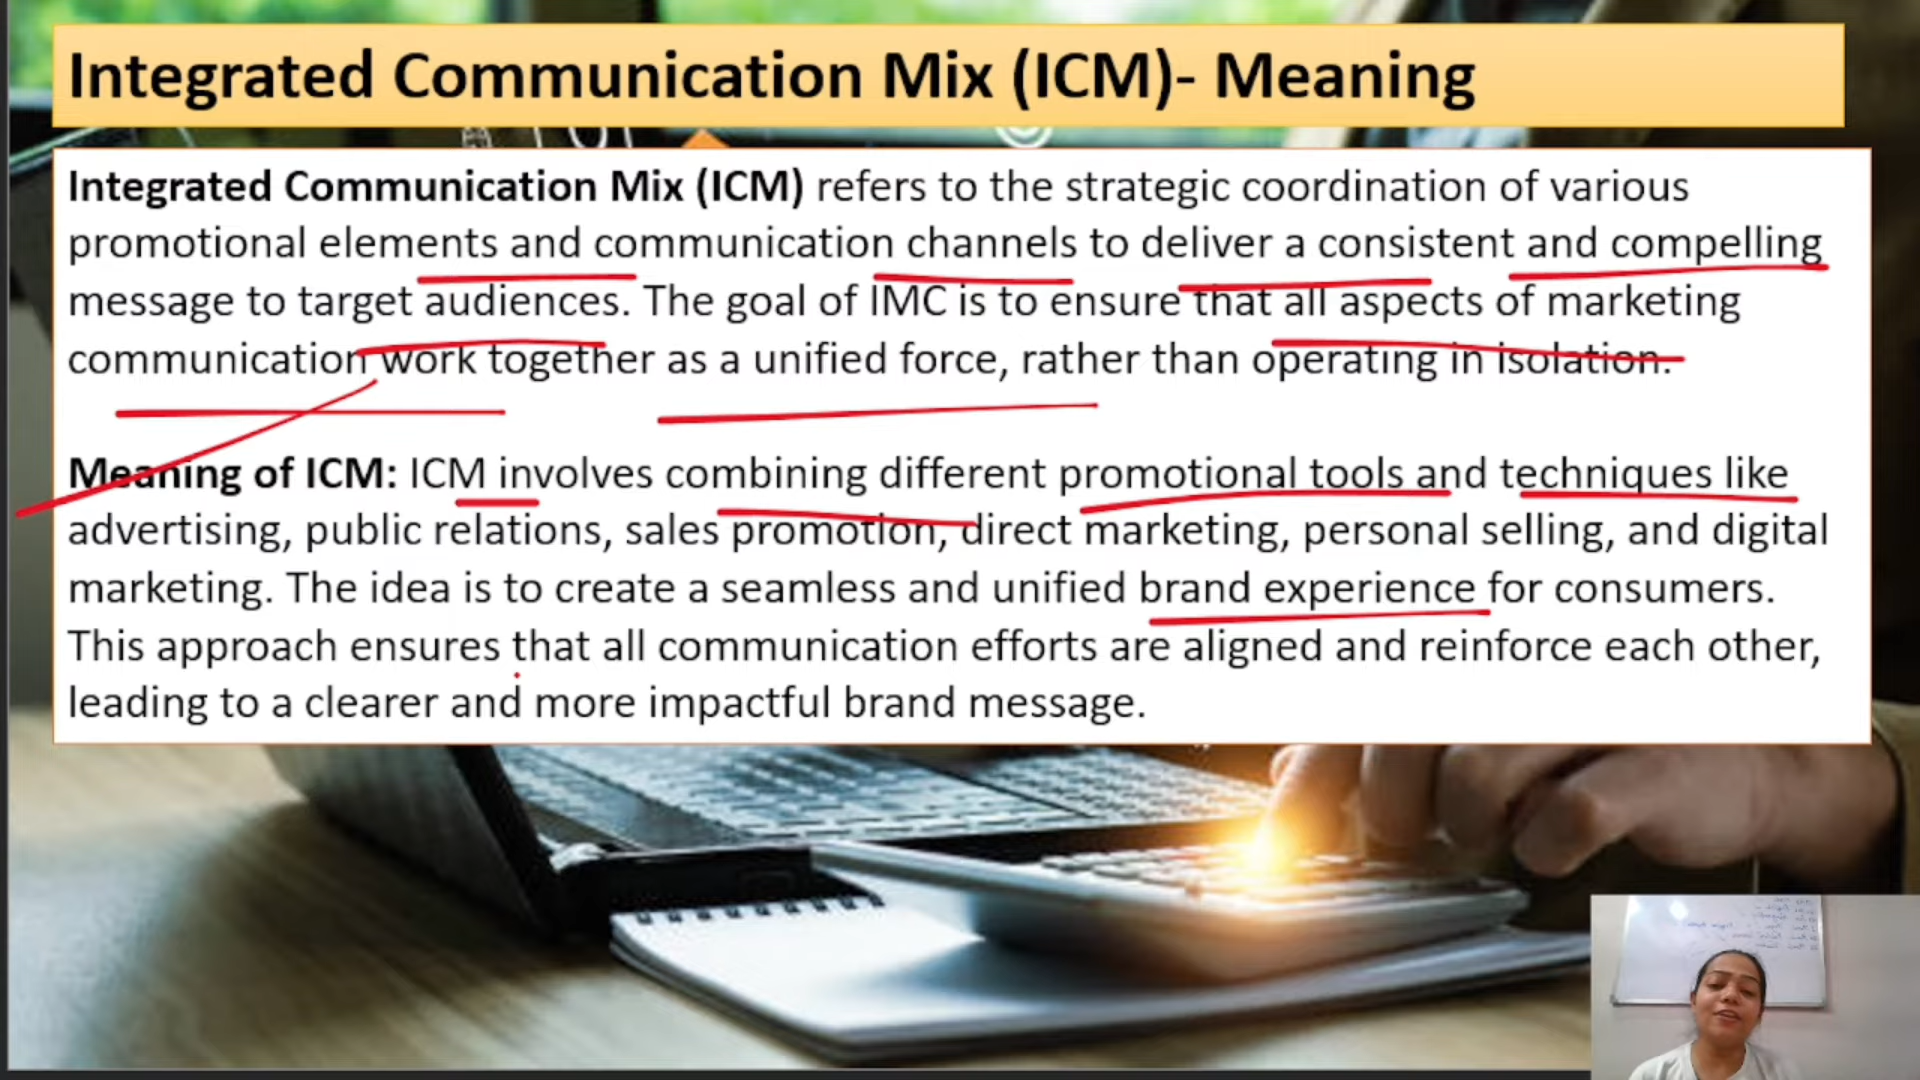 Integrated Communication Mix (ICM)- Meaning
Integrated Communication Mix (ICM) refers to the strategic coordination of various
promotional elements and communication channels to deliver a consistent and compelling
message to target audiences. The goal of IMC is to ensure that all aspects of marketing
communication work together as a unified force, rather than operating in isolation.
Meaning of ICM: ICM involves combining different promotional tools and techniques like
advertising, public relations, sales promotion, direct marketing, personal selling, and digital
marketing. The idea is to create a seamless and unified brand experience for consumers.
This approach ensures that all communication efforts are aligned and reinforce each other,
leading to a clearer and more impactful brand message.